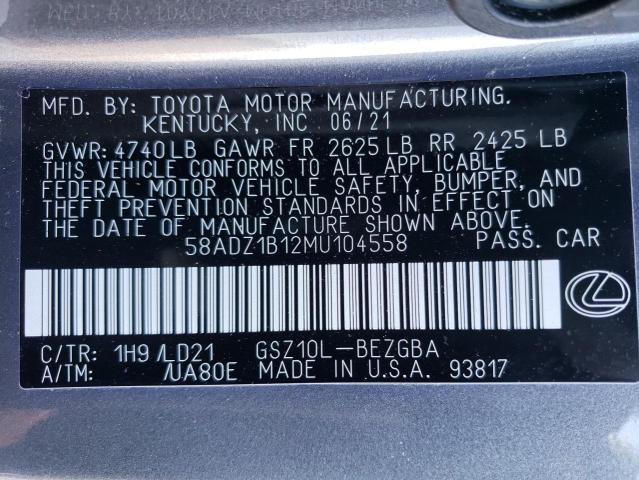 MFD. BY: TOYOTA MOTOR MANUFACTURING.
KENTUCKY, INC 06/21
GVWR: 4740LB GAWR FR 2625 LB RR 2425 LB
THIS VEHICLE CONFORMS TO ALL APPLICABLE
FEDERAL MOTOR VEHICLE SAFETY, BUMPER, AND
THEFT PREVENTION STANDARDS IN EFFECT ON
THE DATE OF MANUFACTURE SHOWN ABOVE.
58ADZ1B12MU104558 PASS. CAR
C/TR: 1H9 /LD21 GSZ10L-BEZGBA
A/TM: /UA80E MADE IN U.S.A. 93817